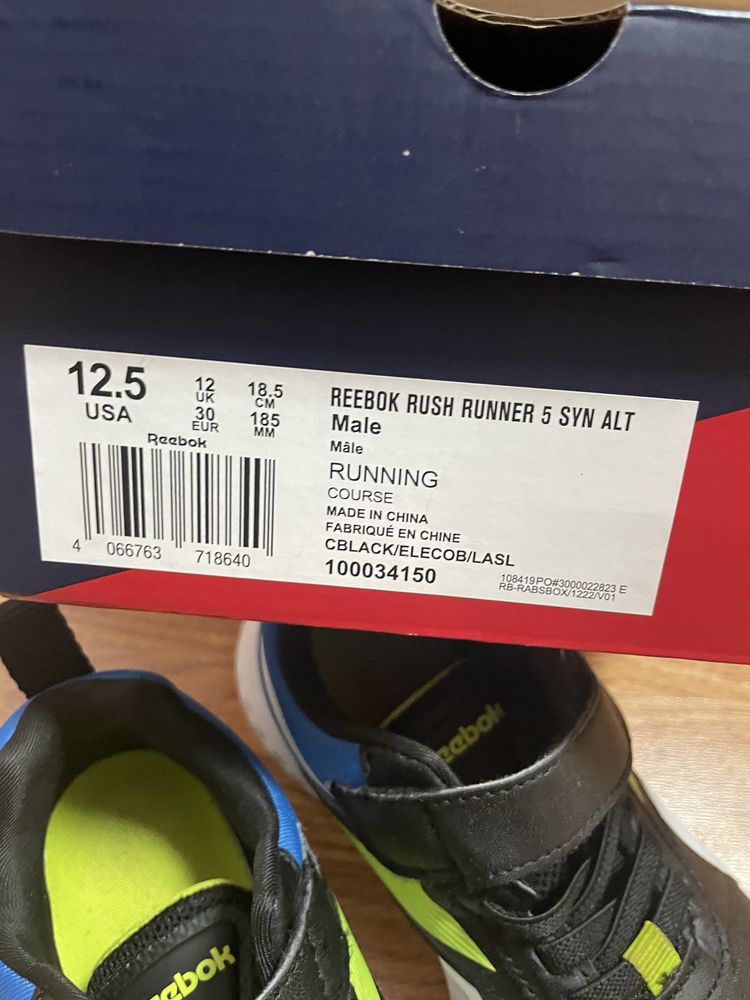 12.5
USA
12
UK
30
EUR
18.5
CM
185
MM
Reebok
4 066763 718640
REEBOK RUSH RUNNER 5 SYN ALT
Male
Mâle
RUNNING
COURSE
MADE IN CHINA
FABRIQUÉ EN CHINE
CBLACK/ELECOB/LASL
100034150
108419PO#3000022823 E
RB-RABSBOX/1222/V01
eebok
ebok